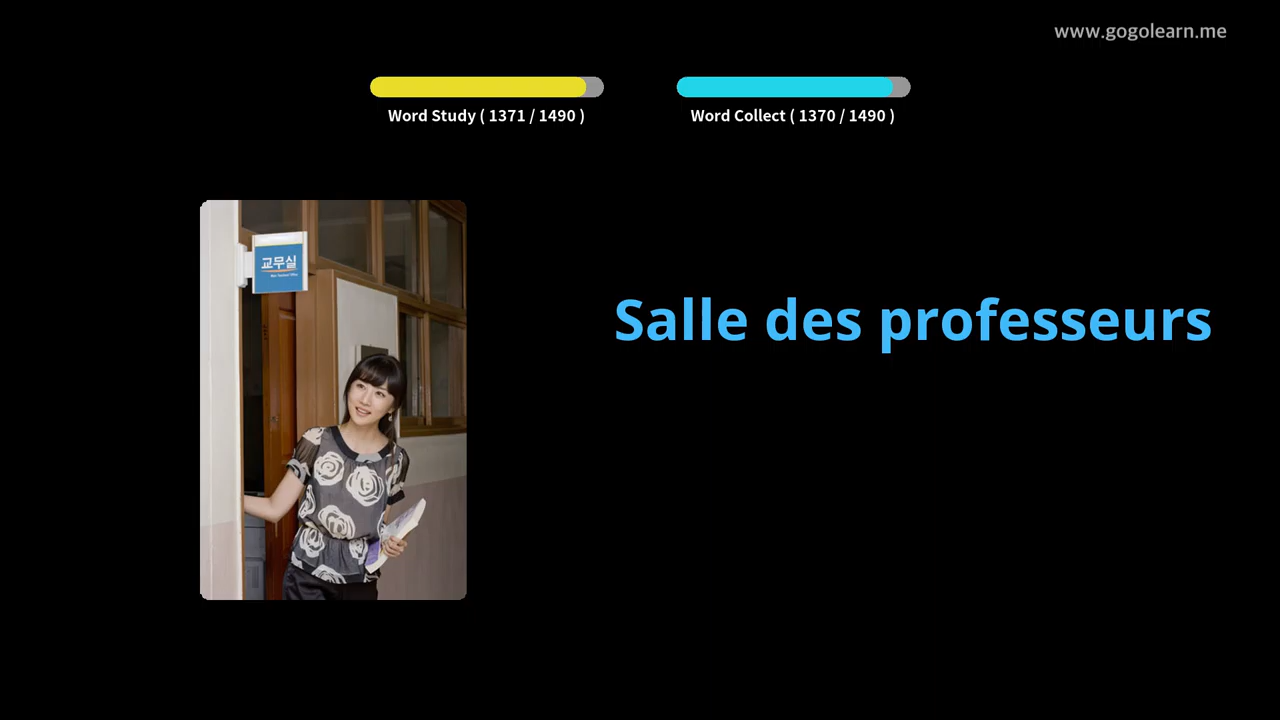 www.gogolearn.me
Word Study ( 1371 / 1490 )
Word Collect ( 1370 / 1490 )
교무실
Salle des professeurs